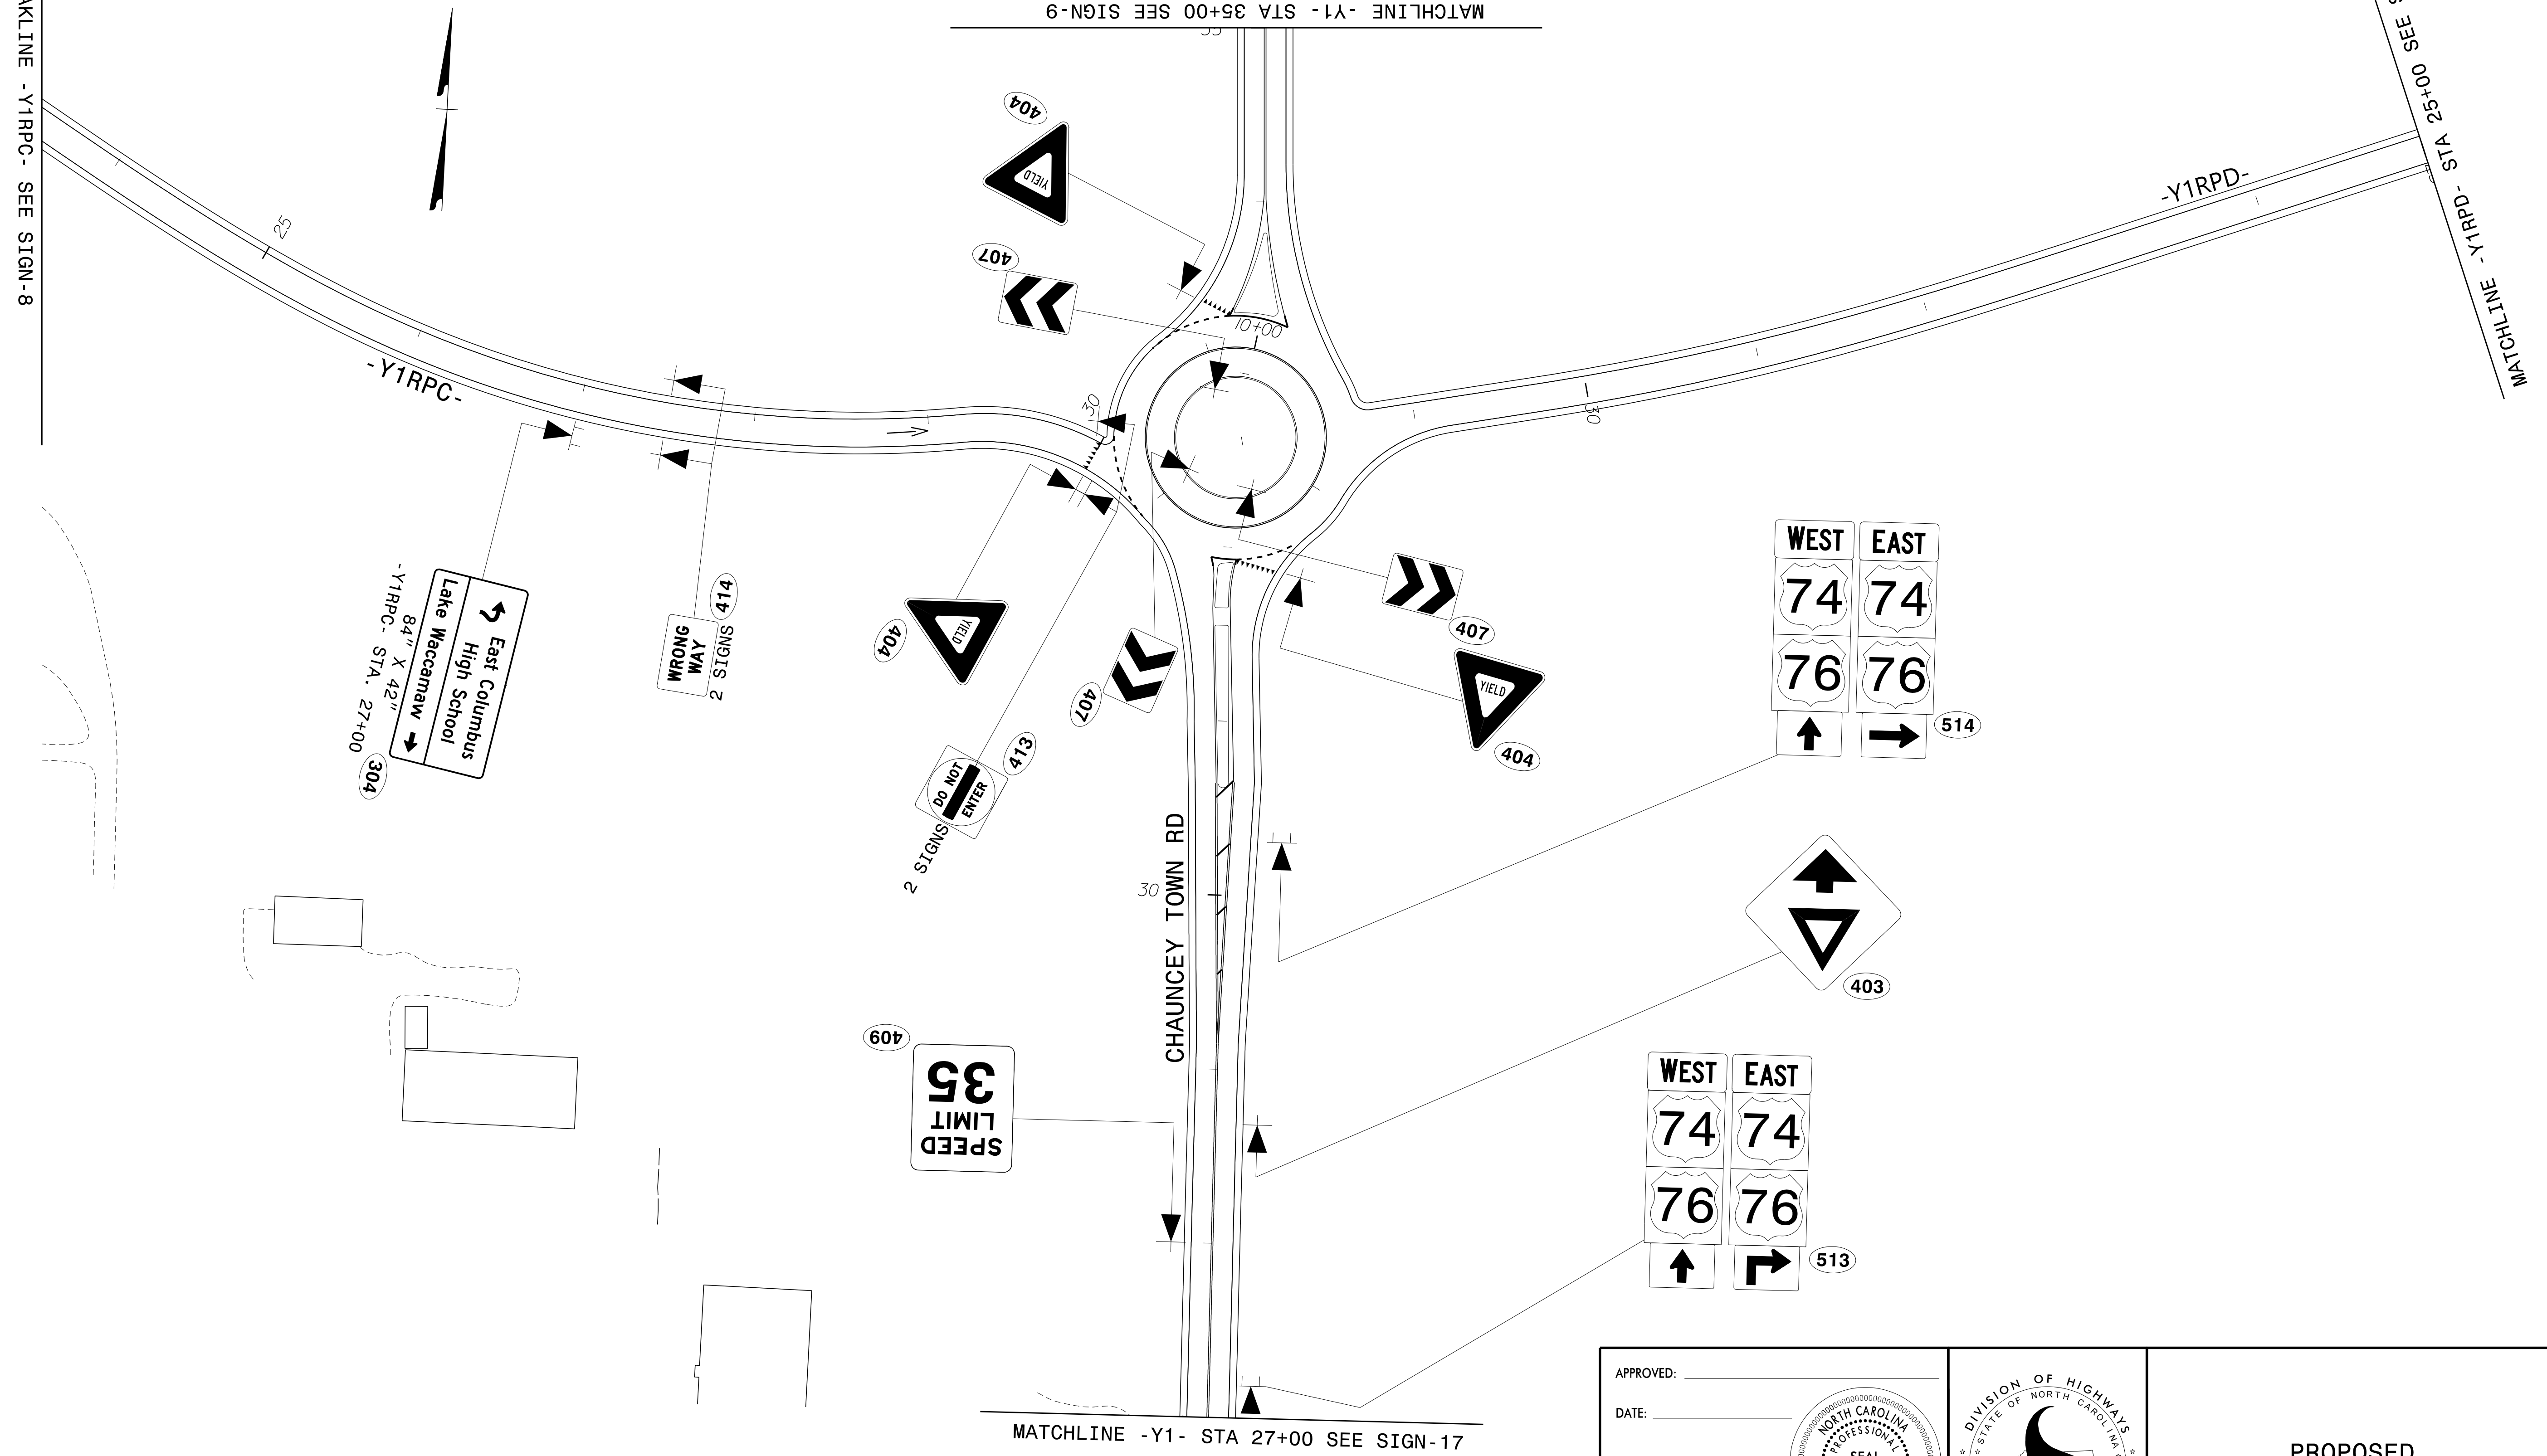 MATCHLINE -Y1- STA 35+00 SEE SIGN-9
-Y1RPC- SEE SIGN-8
MATCHLINE -Y1RPD- STA 25+00 SEE
404
YIELD
407
25
-Y1RPC-
30
10+00
-Y1RPD-
30
East Columbus
High School
Lake Waccamaw
84" X 42"
-Y1RPC- STA. 27+00
304
WRONG
WAY
414
2 SIGNS
404
YIELD
407
DO NOT
ENTER
413
2 SIGNS
407
YIELD
404
WEST EAST
74 74
76 76
514
CHAUNCEY TOWN RD
30
403
409
SPEED
LIMIT
35
WEST EAST
74 74
76 76
513
MATCHLINE -Y1- STA 27+00 SEE SIGN-17
APPROVED:
DATE:
NORTH CAROLINA
PROFESSIONAL
SEAL
DIVISION OF HIGHWAYS
STATE OF NORTH CAROLINA
PROPOSED